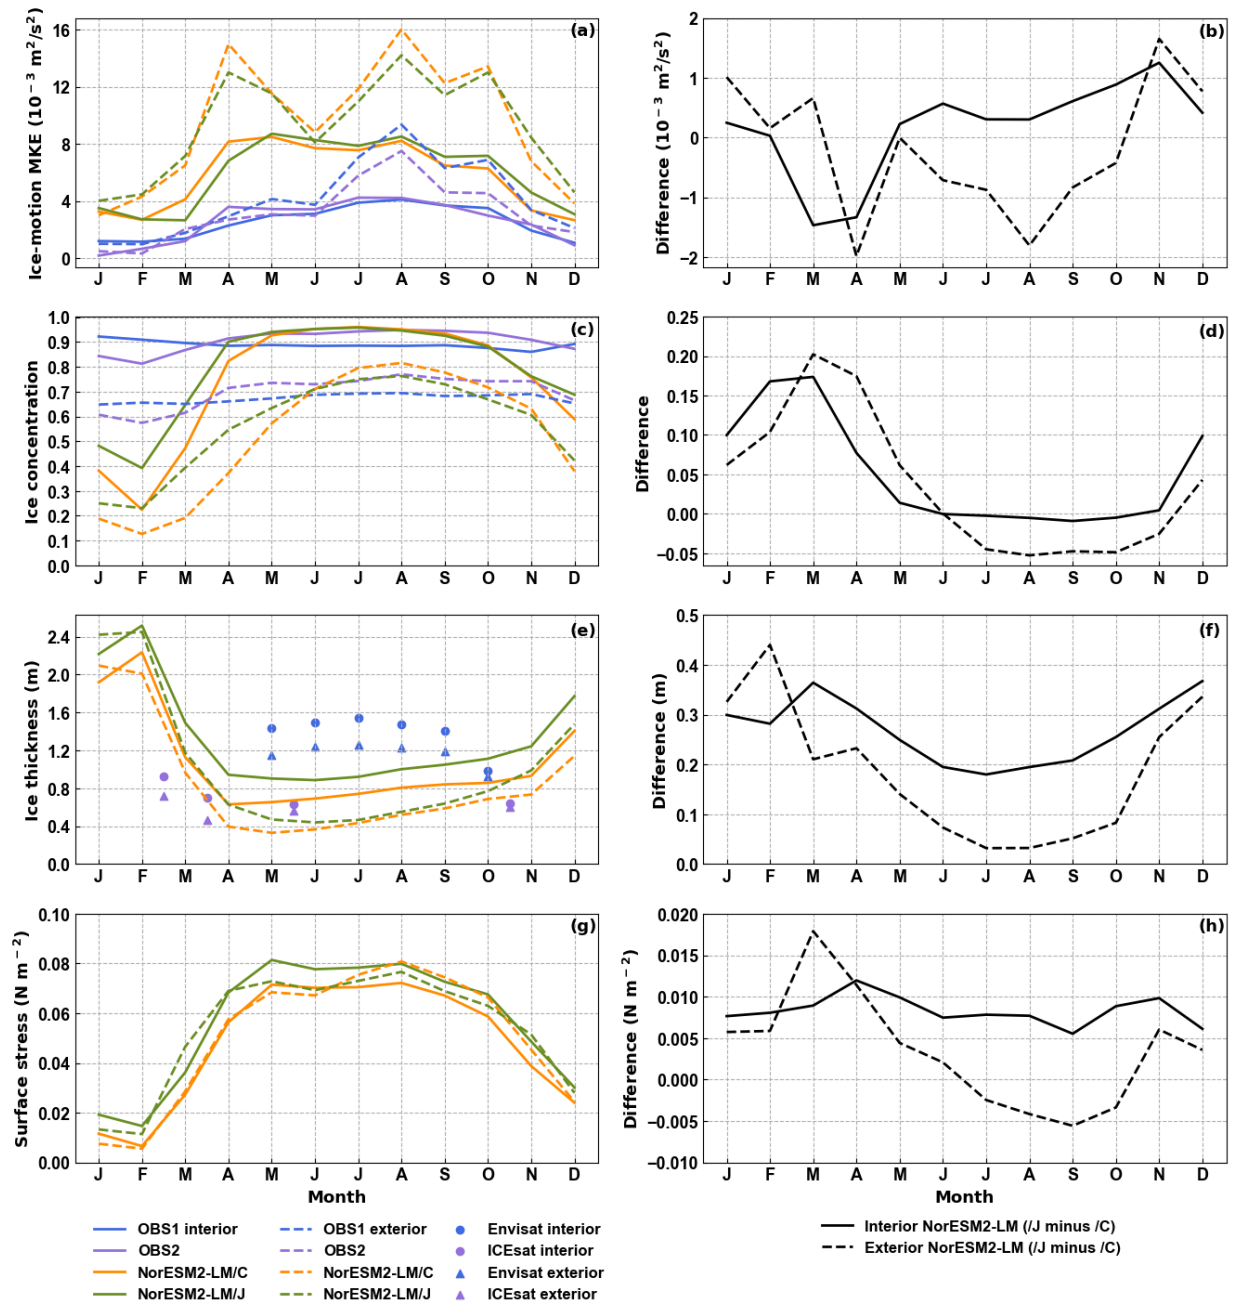 (a)
Ice-motion MKE (10⁻³ m²/s²)
16
12
8
4
0
J F M A M J J A S O N D
(b)
Difference (10⁻³ m²/s²)
2
1
0
−1
−2
J F M A M J J A S O N D
(c)
Ice concentration
1.0
0.9
0.8
0.7
0.6
0.5
0.4
0.3
0.2
0.1
0.0
J F M A M J J A S O N D
(d)
Difference
0.25
0.20
0.15
0.10
0.05
0.00
−0.05
J F M A M J J A S O N D
(e)
Ice thickness (m)
2.4
2.0
1.6
1.2
0.8
0.4
0.0
J F M A M J J A S O N D
(f)
Difference (m)
0.5
0.4
0.3
0.2
0.1
0.0
J F M A M J J A S O N D
(g)
Surface stress (N m⁻²)
0.10
0.08
0.06
0.04
0.02
0.00
J F M A M J J A S O N D
Month
(h)
Difference (N m⁻²)
0.020
0.015
0.010
0.005
0.000
−0.005
−0.010
J F M A M J J A S O N D
Month
OBS1 interior
OBS2
NorESM2-LM/C
NorESM2-LM/J
OBS1 exterior
OBS2
NorESM2-LM/C
NorESM2-LM/J
Envisat interior
ICEsat interior
Envisat exterior
ICEsat exterior
Interior NorESM2-LM (/J minus /C)
Exterior NorESM2-LM (/J minus /C)